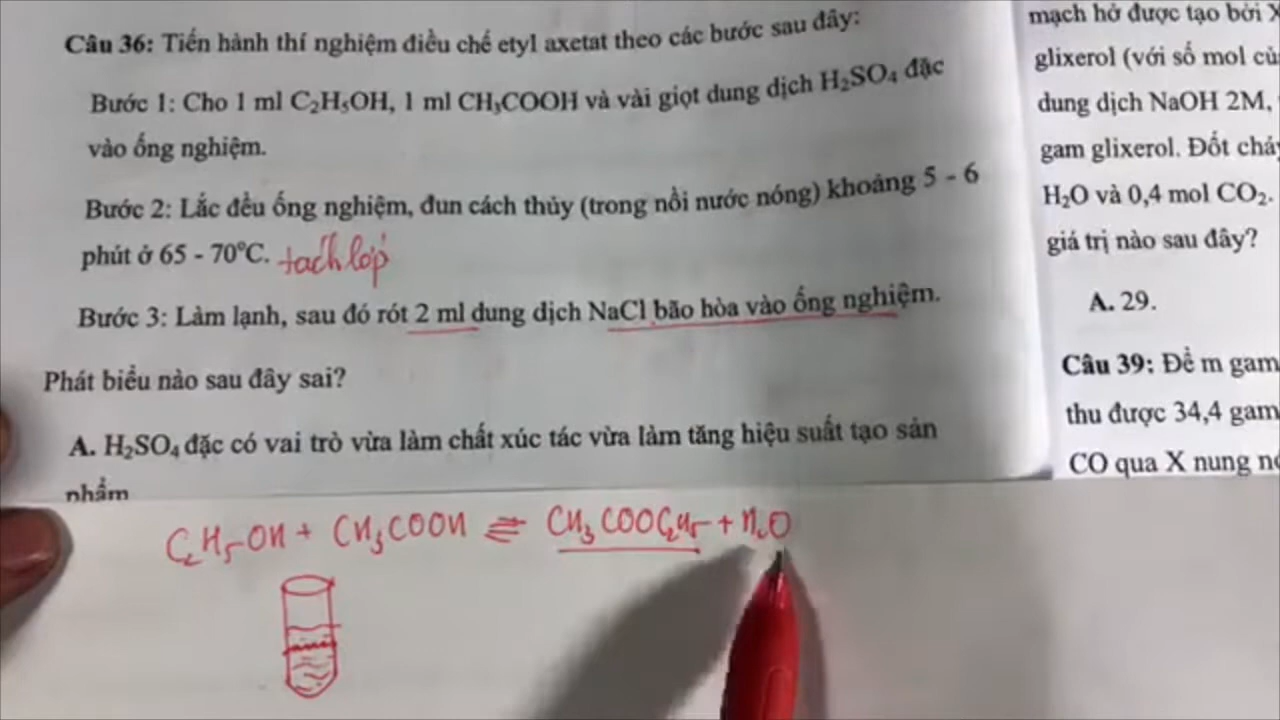 Câu 36: Tiến hành thí nghiệm điều chế etyl axetat theo các bước sau đây:
Bước 1: Cho 1 ml C₂H₅OH, 1 ml CH₃COOH và vài giọt dung dịch H₂SO₄ đặc
vào ống nghiệm.
Bước 2: Lắc đều ống nghiệm, đun cách thủy (trong nồi nước nóng) khoảng 5 - 6
phút ở 65 - 70°C. tách lớp
Bước 3: Làm lạnh, sau đó rót 2 ml dung dịch NaCl bão hòa vào ống nghiệm.
Phát biểu nào sau đây sai?
A. H₂SO₄ đặc có vai trò vừa làm chất xúc tác vừa làm tăng hiệu suất tạo sản
phẩm
C₂H₅OH + CH₃COOH ⇌ CH₃COOC₂H₅ + H₂O
mạch hở được tạo bởi X
glixerol (với số mol củ
dung dịch NaOH 2M,
gam glixerol. Đốt chá
H₂O và 0,4 mol CO₂.
giá trị nào sau đây?
A. 29.
Câu 39: Để m gam
thu được 34,4 gam
CO qua X nung nó